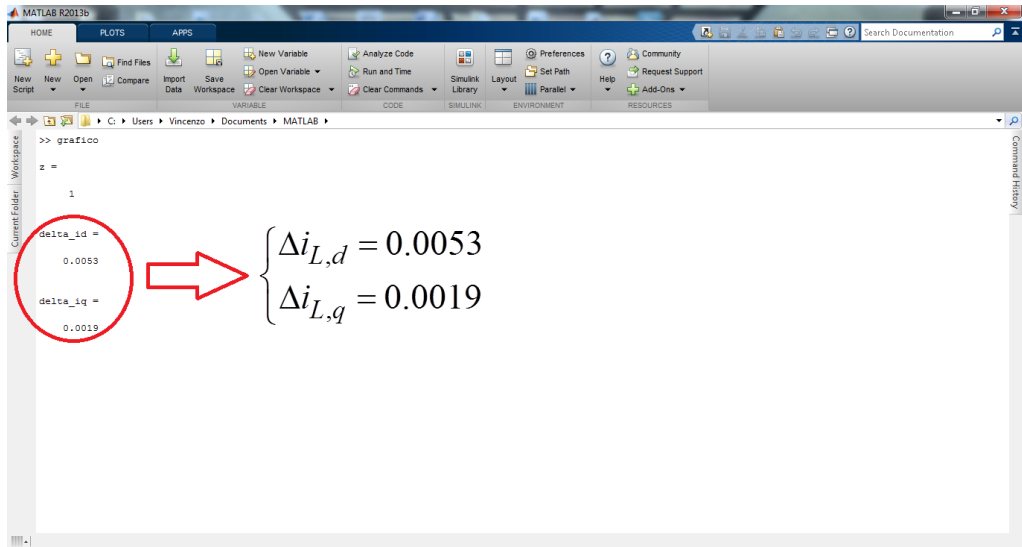 MATLAB R2013b
HOME PLOTS APPS
Search Documentation
New Script
New
Open
Find Files
Compare
Import Data
Save Workspace
New Variable
Open Variable
Clear Workspace
Analyze Code
Run and Time
Clear Commands
Simulink Library
Layout
Preferences
Set Path
Parallel
Help
Community
Request Support
Add-Ons
FILE VARIABLE CODE SIMULINK ENVIRONMENT RESOURCES
C: Users Vincenzo Documents MATLAB
Workspace
Current Folder
Command History
>> grafico
z =
1
delta_id =
0.0053
delta_iq =
0.0019
Δi_{L,d} = 0.0053
Δi_{L,q} = 0.0019